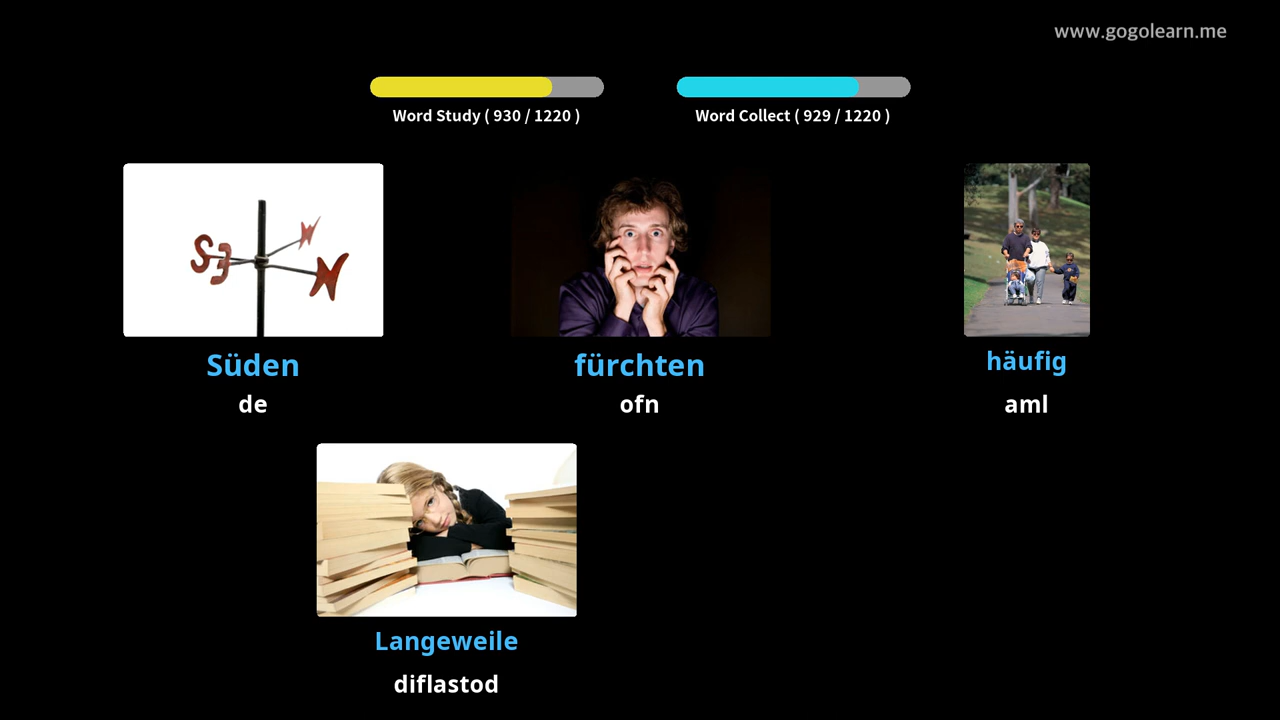 www.gogolearn.me
Word Study ( 930 / 1220 )
Word Collect ( 929 / 1220 )
S E N N
Süden
de
fürchten
ofn
häufig
aml
Langeweile
diflastod